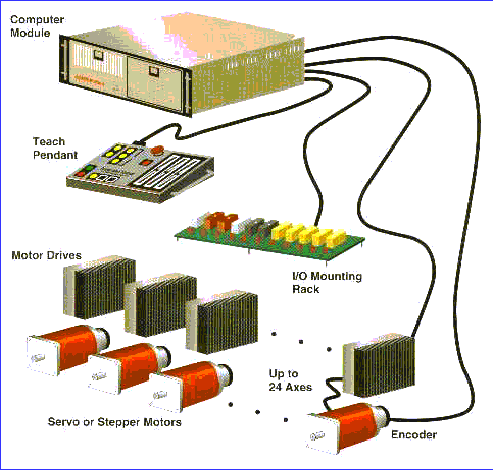 Computer
Module
Teach
Pendant
Motor Drives
I/O Mounting
Rack
Up to
24 Axes
Servo or Stepper Motors
Encoder